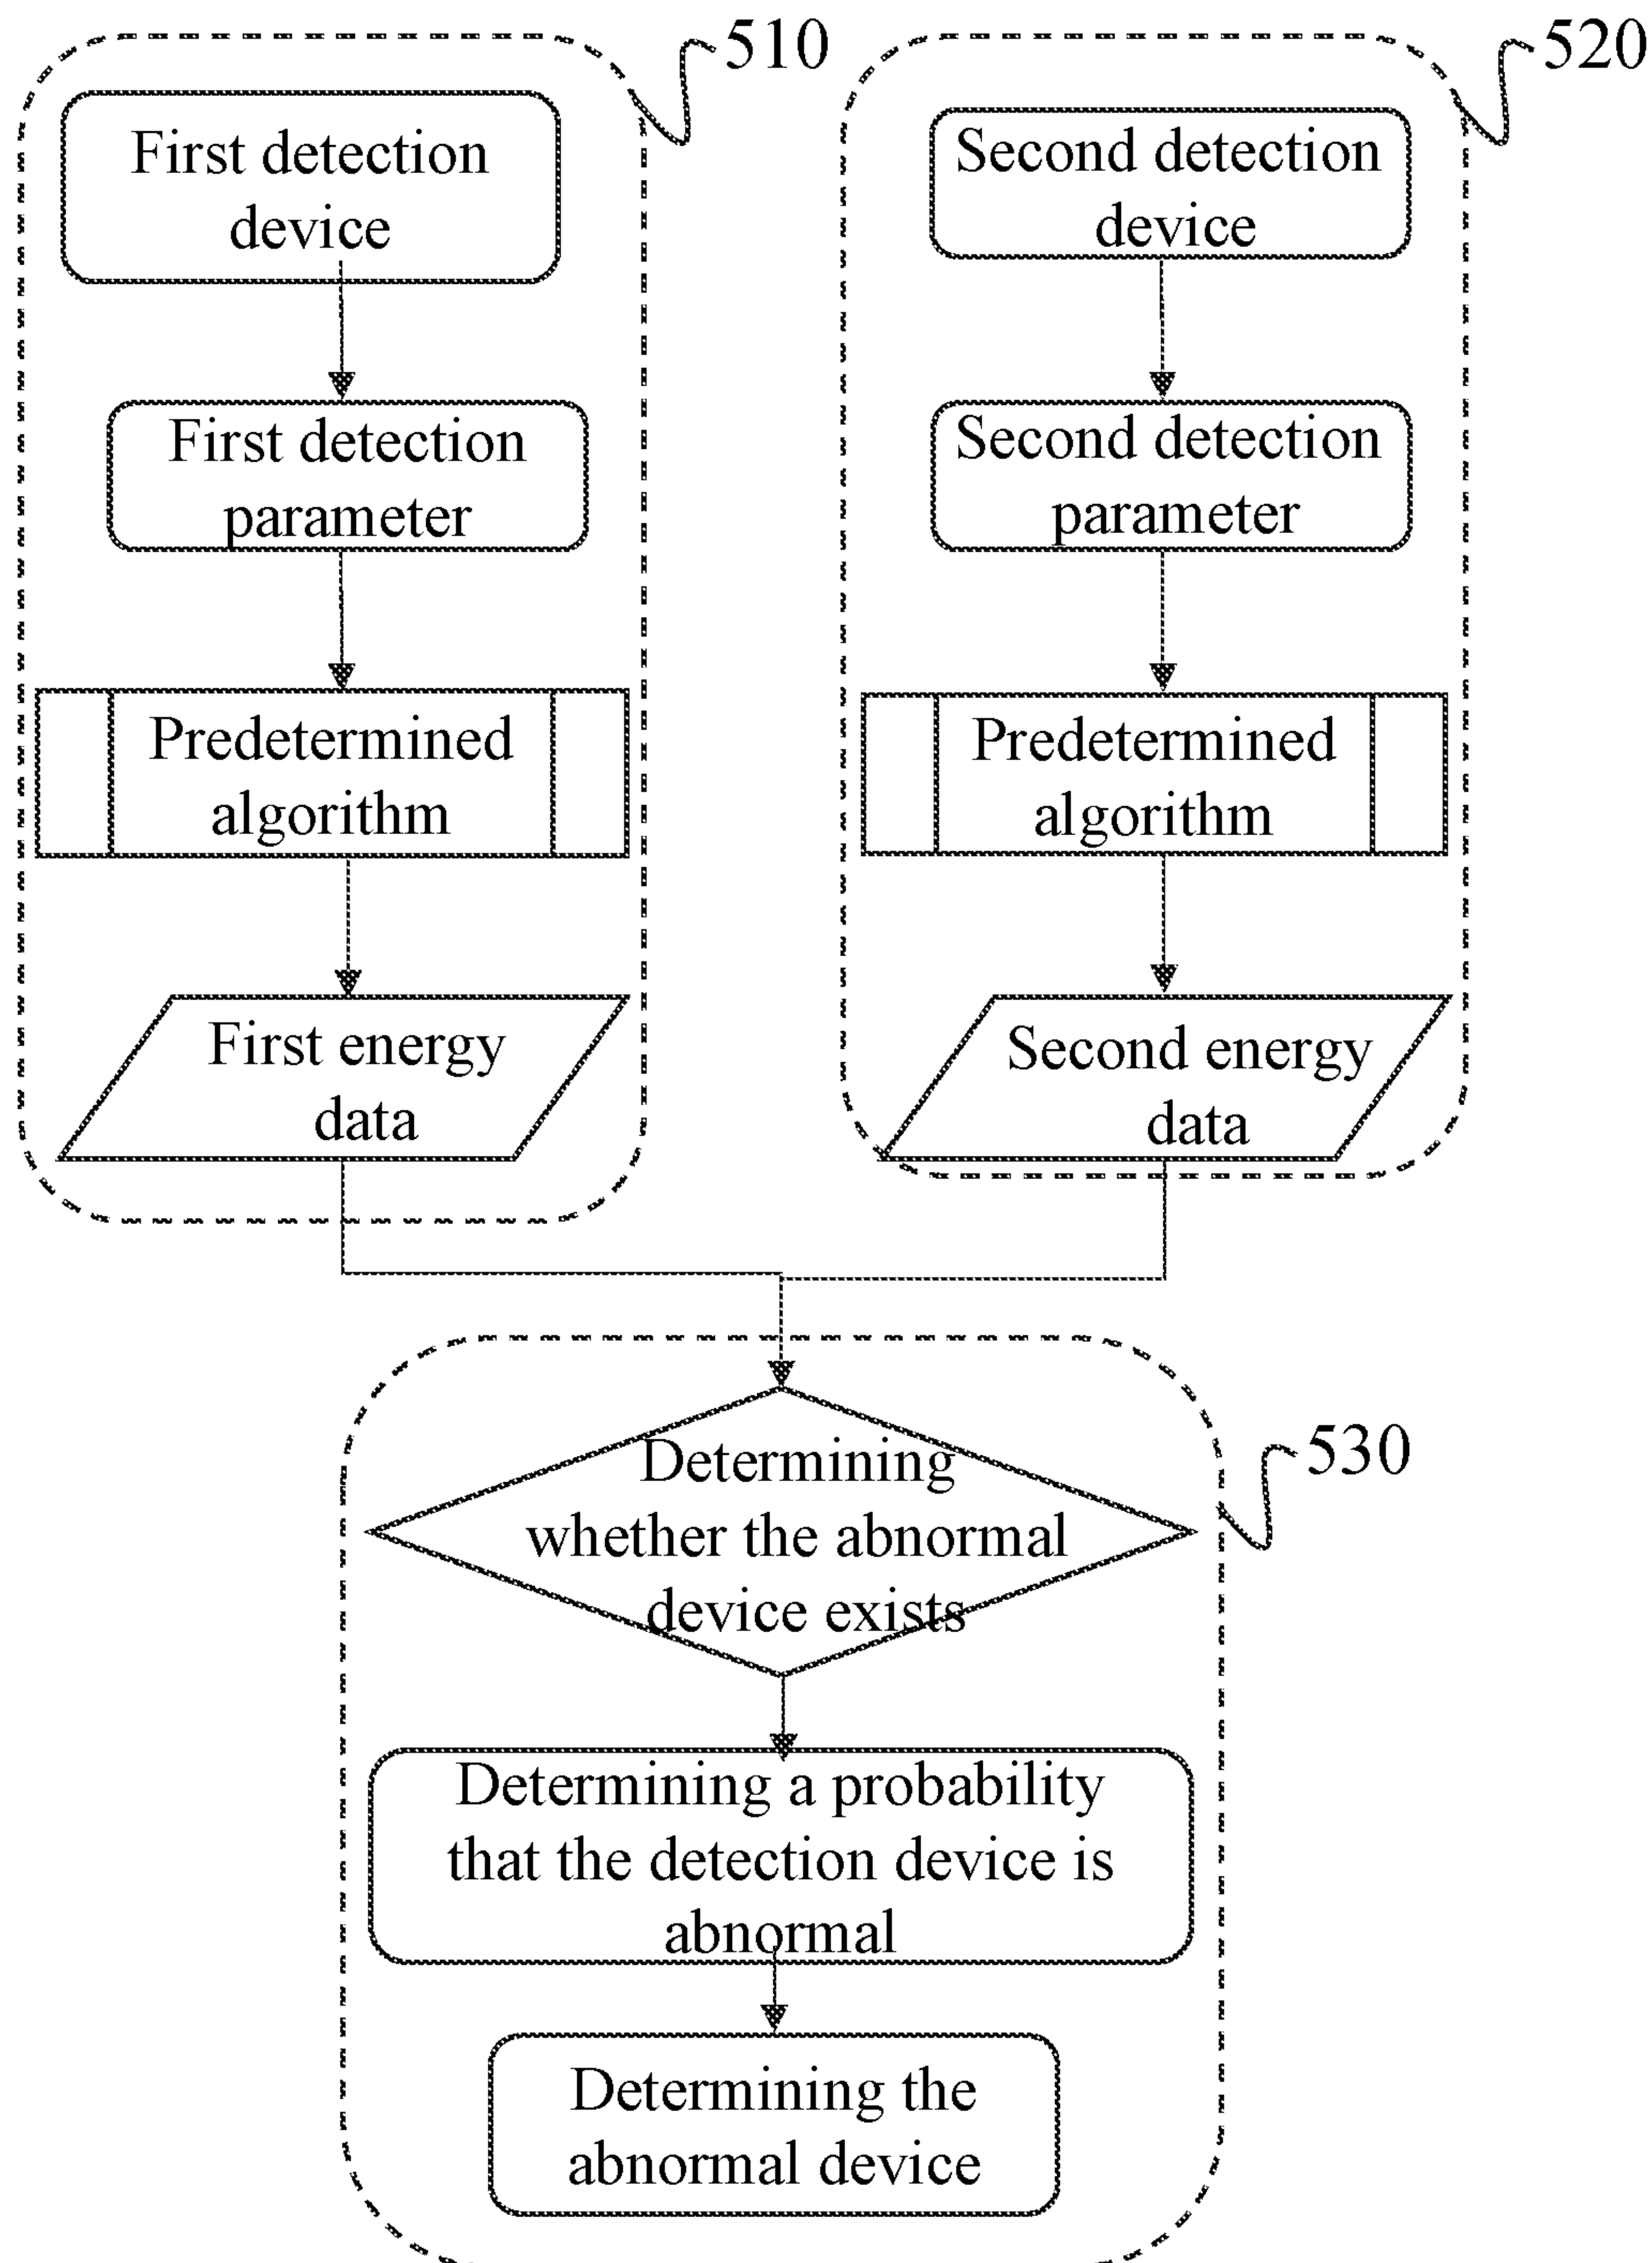 510
First detection
device
First detection
parameter
Predetermined
algorithm
First energy
data
520
Second detection
device
Second detection
parameter
Predetermined
algorithm
Second energy
data
530
Determining
whether the abnormal
device exists
Determining a probability
that the detection device is
abnormal
Determining the
abnormal device